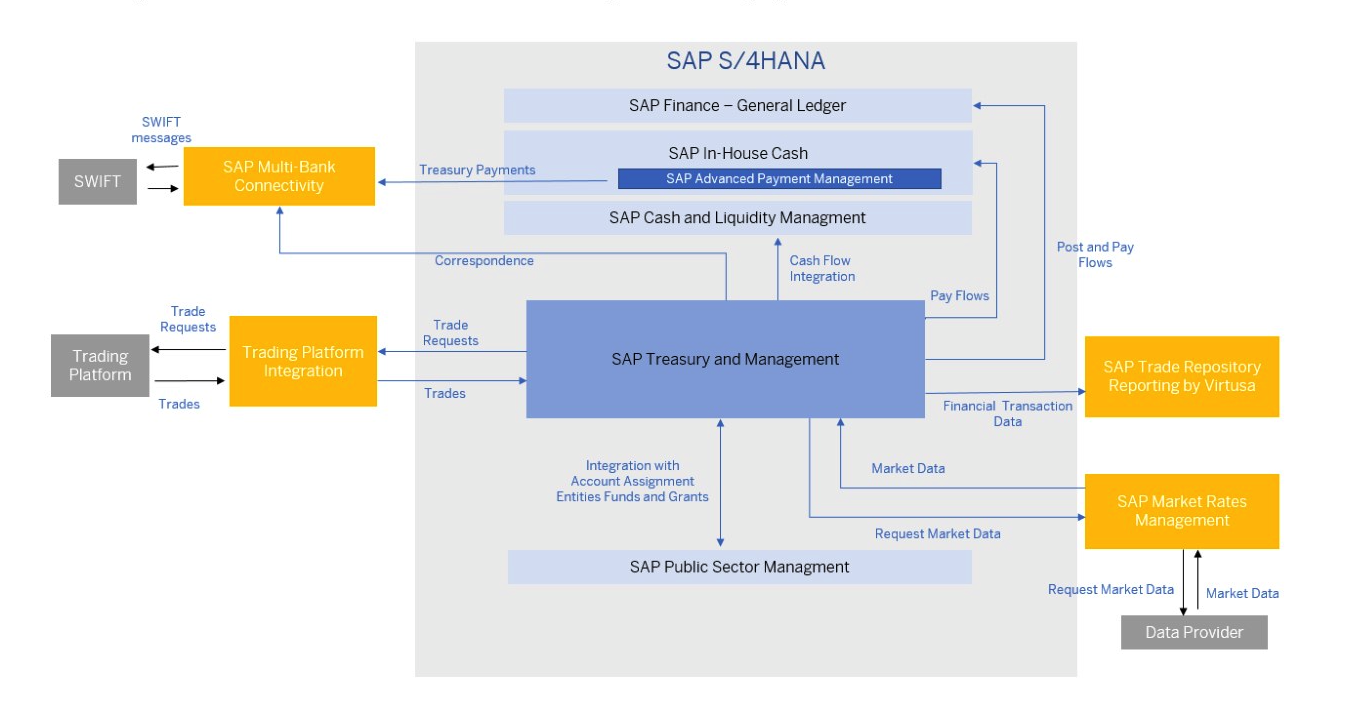 SAP S/4HANA
SAP Finance – General Ledger
SWIFT
messages
SAP In-House Cash
SAP Multi-Bank
Connectivity
SWIFT
Treasury Payments
SAP Advanced Payment Management
SAP Cash and Liquidity Managment
Correspondence
Cash Flow
Integration
Post and Pay
Flows
Pay Flows
Trade
Requests
Trade
Requests
Trading
Platform
Trading Platform
Integration
SAP Treasury and Management
SAP Trade Repository
Reporting by Virtusa
Trades
Trades
Financial Transaction
Data
Integration with
Account Assignment
Entities Funds and Grants
Market Data
SAP Market Rates
Management
Request Market Data
SAP Public Sector Managment
Request Market Data
Market Data
Data Provider